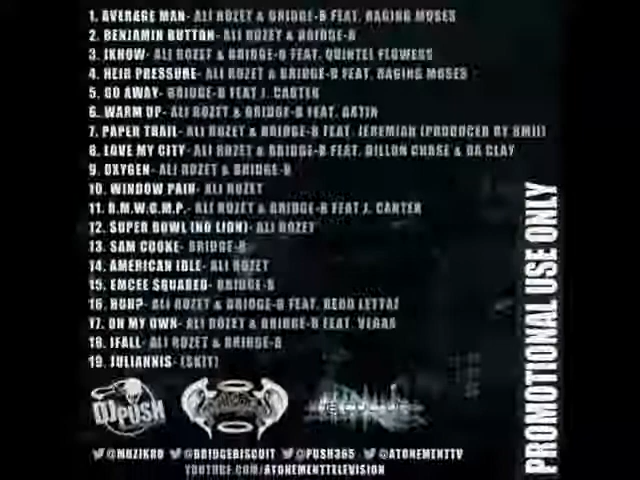 1. AVERAGE MAN- ALI ROZET & BRIDGE-B FEAT. RAGING MOSES
2. BENJAMIN BUTTON- ALI ROZET & BRIDGE-B
3. IKNOW- ALI ROZET & BRIDGE-B FEAT. QUINTEL FLOWERS
4. HEIR PRESSURE- ALI ROZET & BRIDGE-B FEAT. RAGING MOSES
5. GO AWAY- BRIDGE-B FEAT J. CARTER
6. WARM UP- ALI ROZET & BRIDGE-B FEAT.
7. PAPER TRAIL- ALI ROZET & BRIDGE-B FEAT. JEREMIAH (PRODUCED BY
8. LOVE MY CITY- ALI ROZET & BRIDGE-B FEAT. DILLON CHASE & DA CLAY
9. OXYGEN- ALI ROZET & BRIDGE-B
10. WINDOW PAIN- ALI ROZET
11. ALI ROZET & BRIDGE-B FEAT J. CARTER
12. SUPER BOWL (NO LION)- ALI ROZET
13. SAM COOKE- BRIDGE-B
14. AMERICAN IDLE- ALI ROZET
15. EMCEE SQUARED- BRIDGE-B
16. HUH?- ALI ROZET & BRIDGE-B FEAT. REDD LETTAZ
17. ON MY OWN- ALI ROZET & BRIDGE-B FEAT. VEGAS
18. IFALL- ALI ROZET & BRIDGE-B
19. JULIANNIS- (SKIT)
PROMOTIONAL USE ONLY
DJ PUSH
@MUZIKRO @BRIDGEBISCUIT @PUSH365 @ATONEMENTTV
YOUTUBE.COM/ATONEMENTTELEVISION